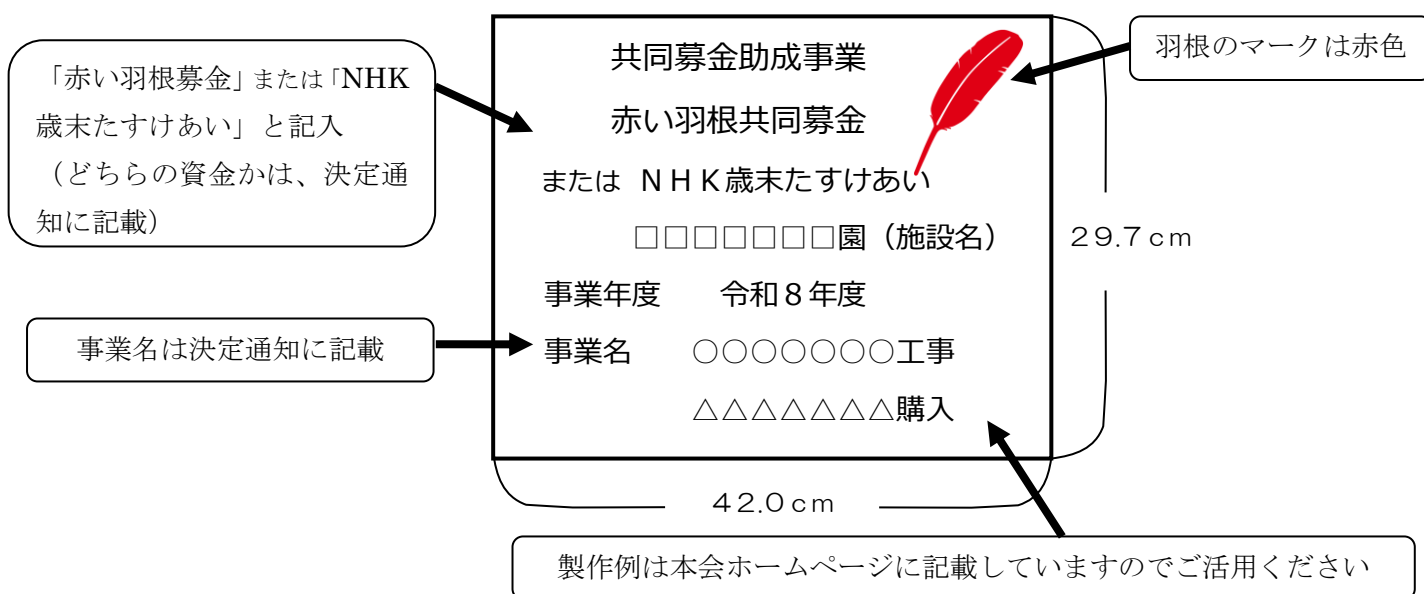 「赤い羽根募金」または「NHK
歳末たすけあい」と記入
（どちらの資金かは、決定通
知に記載）
事業名は決定通知に記載
共同募金助成事業
赤い羽根共同募金
または ＮＨＫ歳末たすけあい
□□□□□□□園（施設名）
事業年度　　令和８年度
事業名　　○○○○○○○工事
△△△△△△△購入
羽根のマークは赤色
２９.７ｃｍ
４２.０ｃｍ
製作例は本会ホームページに記載していますのでご活用ください